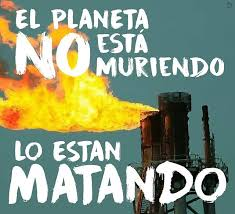 EL PLANETA
NO ESTÁ
MURIENDO
LO ESTAN
MATANDO